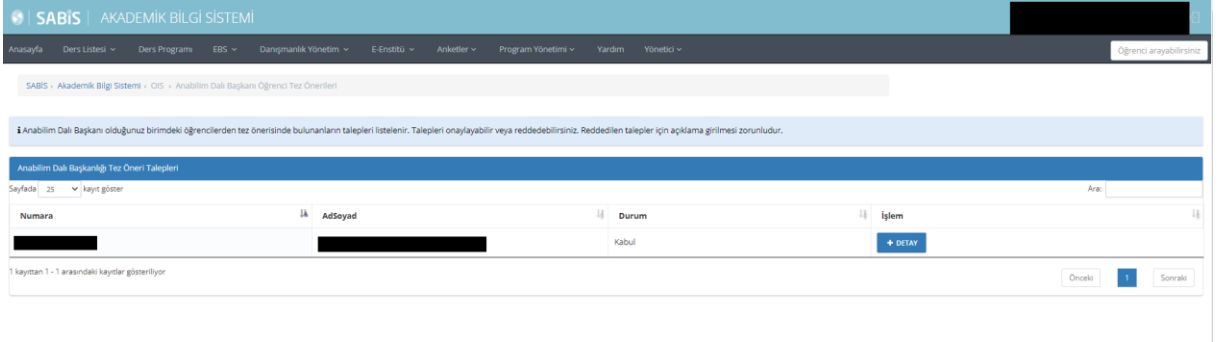 SABİS | AKADEMİK BİLGİ SİSTEMİ
Anasayfa Ders Listesi Ders Programı EBS Danışmanlık Yönetim E-Enstitü Anketler Program Yönetimi Yardım Yönetici Öğrenci arayabilirsiniz
SABİS › Akademik Bilgi Sistemi › OIS › Anabilim Dalı Başkanı Öğrenci Tez Önerileri
i Anabilim Dalı Başkanı olduğunuz birimdeki öğrencilerden tez önerisinde bulunanların talepleri listelenir. Talepleri onaylayabilir veya reddedebilirsiniz. Reddedilen talepler için açıklama girilmesi zorunludur.
Anabilim Dalı Başkanlığı Tez Öneri Talepleri
Sayfada 25 kayıt göster Ara:
Numara AdSoyad Durum İşlem
Kabul + DETAY
1 kayıttan 1 - 1 arasındaki kayıtlar gösteriliyor Önceki 1 Sonraki